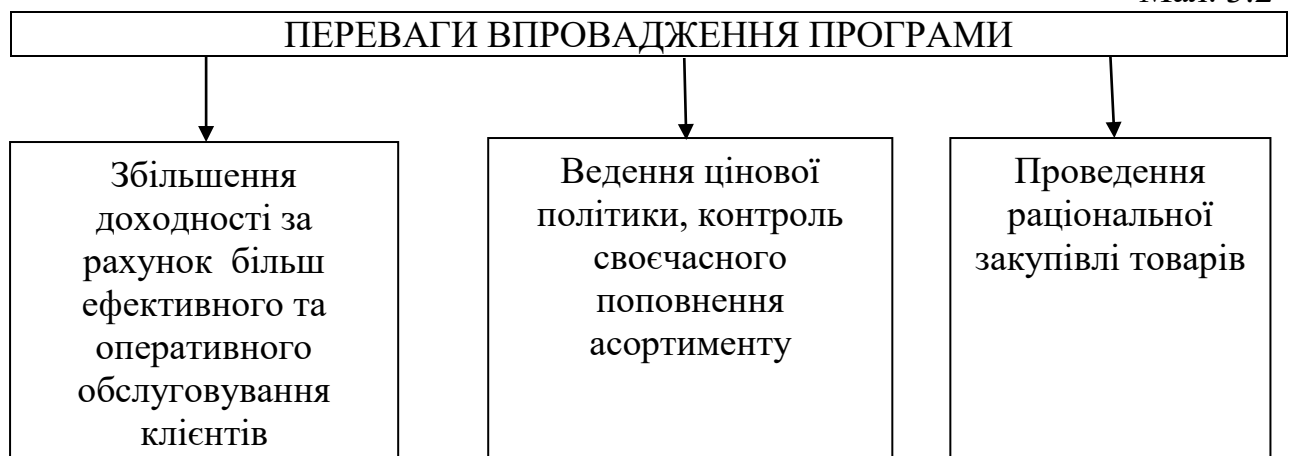 Мал. 3.2
ПЕРЕВАГИ ВПРОВАДЖЕННЯ ПРОГРАМИ
Збільшення
доходності за
рахунок більш
ефективного та
оперативного
обслуговування
клієнтів
Ведення цінової
політики, контроль
своєчасного
поповнення
асортименту
Проведення
раціональної
закупівлі товарів